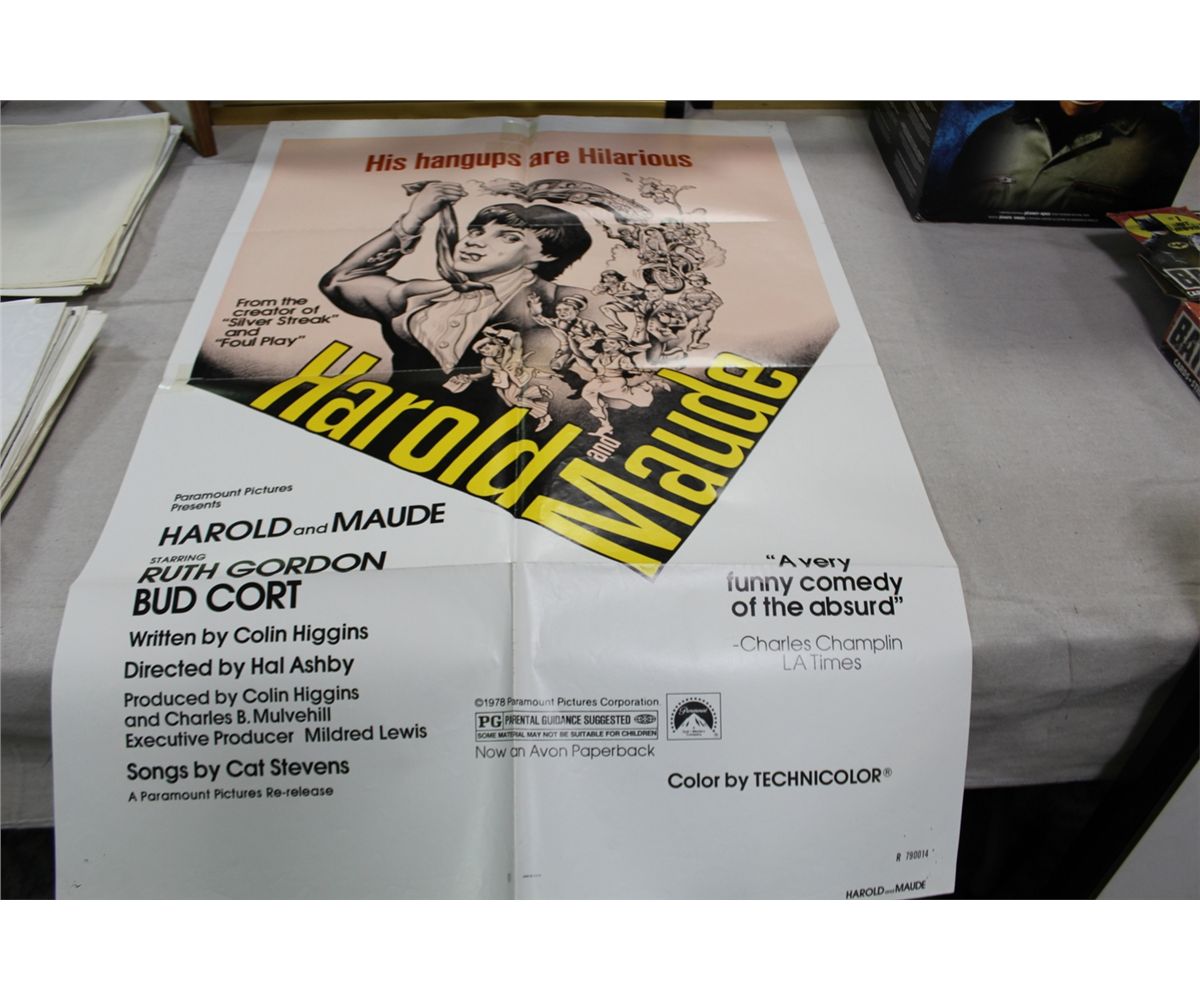 His hangups are Hilarious
From the
creator of
"Silver Streak"
and
"Foul Play"
Harold
and
Maude
Paramount Pictures
Presents
HAROLD and MAUDE
STARRING
RUTH GORDON
BUD CORT
Written by Colin Higgins
Directed by Hal Ashby
Produced by Colin Higgins
and Charles B. Mulvehill
Executive Producer Mildred Lewis
Songs by Cat Stevens
A Paramount Pictures Re-release
"A very
funny comedy
of the absurd"
-Charles Champlin
LA Times
©1978 Paramount Pictures Corporation.
PG PARENTAL GUIDANCE SUGGESTED
SOME MATERIAL MAY NOT BE SUITABLE FOR CHILDREN
Now an Avon Paperback
Paramount
Color by TECHNICOLOR®
R 790014
HAROLD and MAUDE